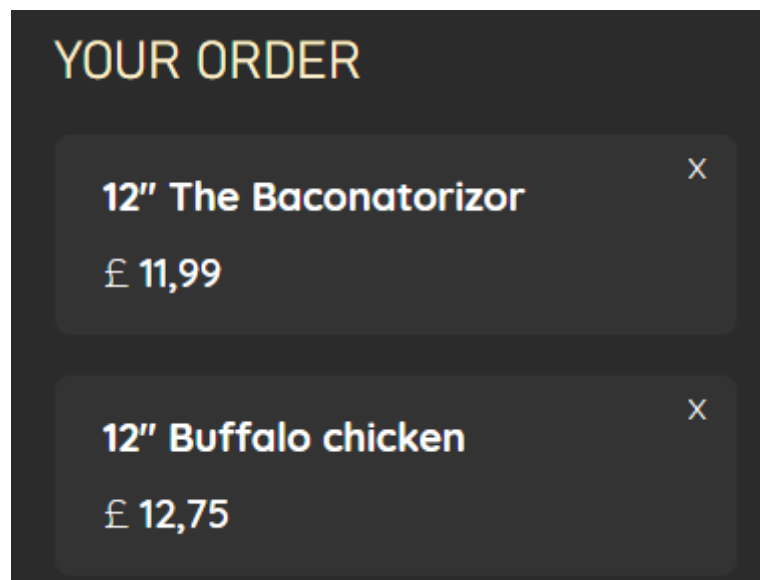 YOUR ORDER
x
12" The Baconatorizor
£ 11,99
x
12" Buffalo chicken
£ 12,75